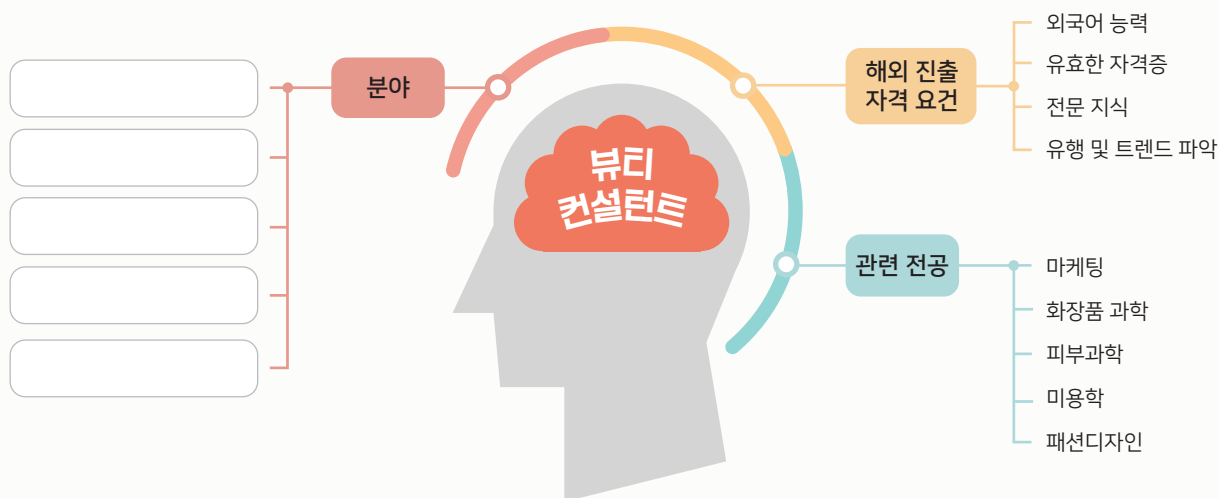 분야
뷰티
컨설턴트
해외 진출
자격 요건
외국어 능력
유효한 자격증
전문 지식
유행 및 트렌드 파악
관련 전공
마케팅
화장품 과학
피부과학
미용학
패션디자인